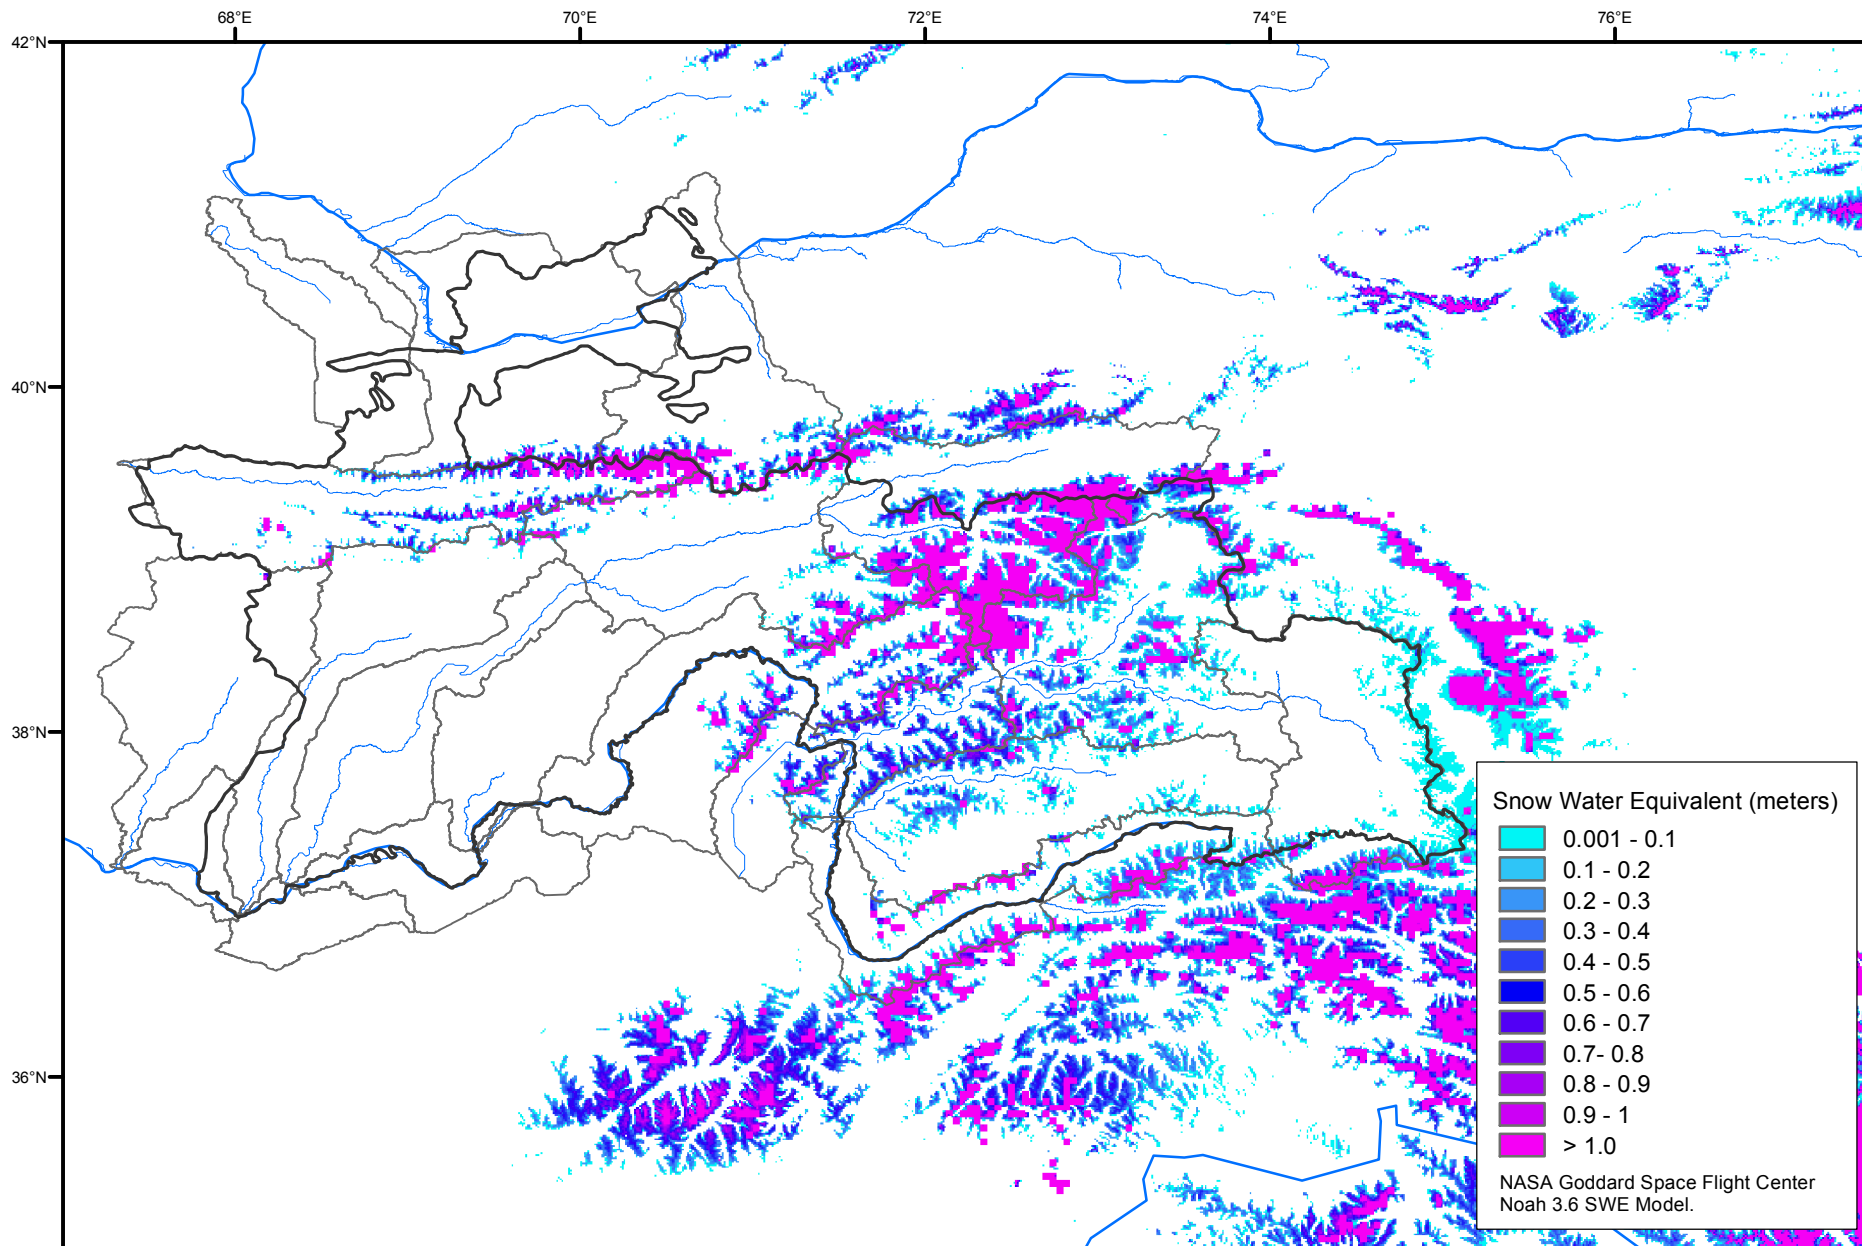 68°E 70°E 72°E 74°E 76°E
42°N
40°N
38°N
36°N
Snow Water Equivalent (meters)
0.001 - 0.1
0.1 - 0.2
0.2 - 0.3
0.3 - 0.4
0.4 - 0.5
0.5 - 0.6
0.6 - 0.7
0.7- 0.8
0.8 - 0.9
0.9 - 1
> 1.0
NASA Goddard Space Flight Center
Noah 3.6 SWE Model.